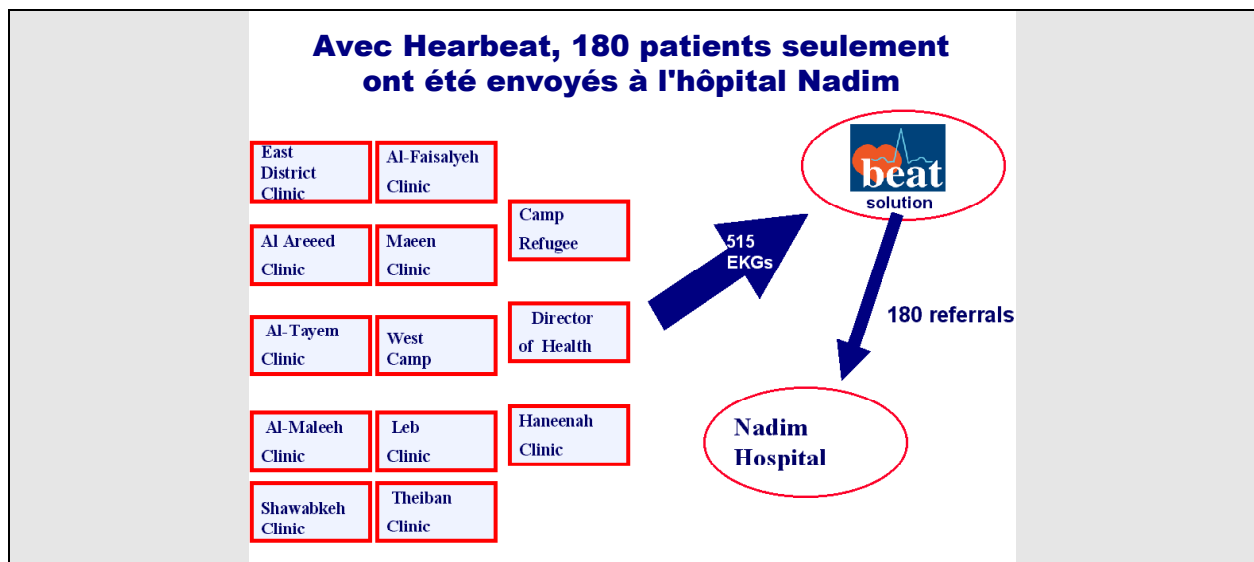 Avec Hearbeat, 180 patients seulement
ont été envoyés à l'hôpital Nadim
East
District
Clinic
Al-Faisalyeh
Clinic
Camp
Refugee
Al Areeed
Clinic
Maeen
Clinic
Al-Tayem
Clinic
West
Camp
Director
of Health
Al-Maleeh
Clinic
Leb
Clinic
Haneenah
Clinic
Shawabkeh
Clinic
Theiban
Clinic
515
EKGs
beat
solution
180 referrals
Nadim
Hospital